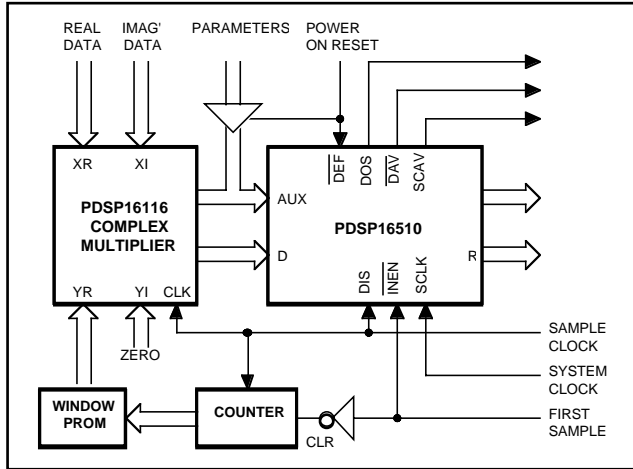 REAL DATA
IMAG' DATA
PARAMETERS
POWER ON RESET
XR
XI
DEF
DOS
DAV
SCAV
PDSP16116
COMPLEX
MULTIPLIER
AUX
PDSP16510
D
R
YR
YI
CLK
DIS
INEN
SCLK
ZERO
SAMPLE
CLOCK
SYSTEM
CLOCK
WINDOW
PROM
COUNTER
CLR
FIRST
SAMPLE